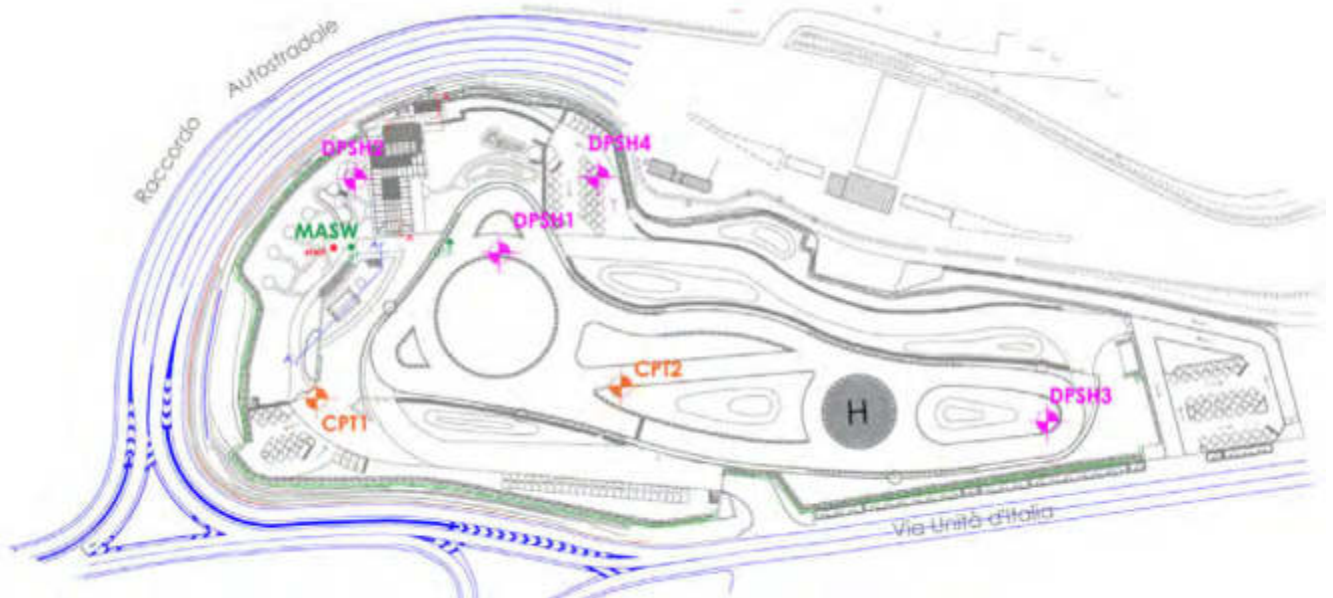 Raccordo Autostradale
DPSH2
DPSH4
DPSH1
MASW
CPT2
H
DPSH3
CPT1
Via Unità d'Italia